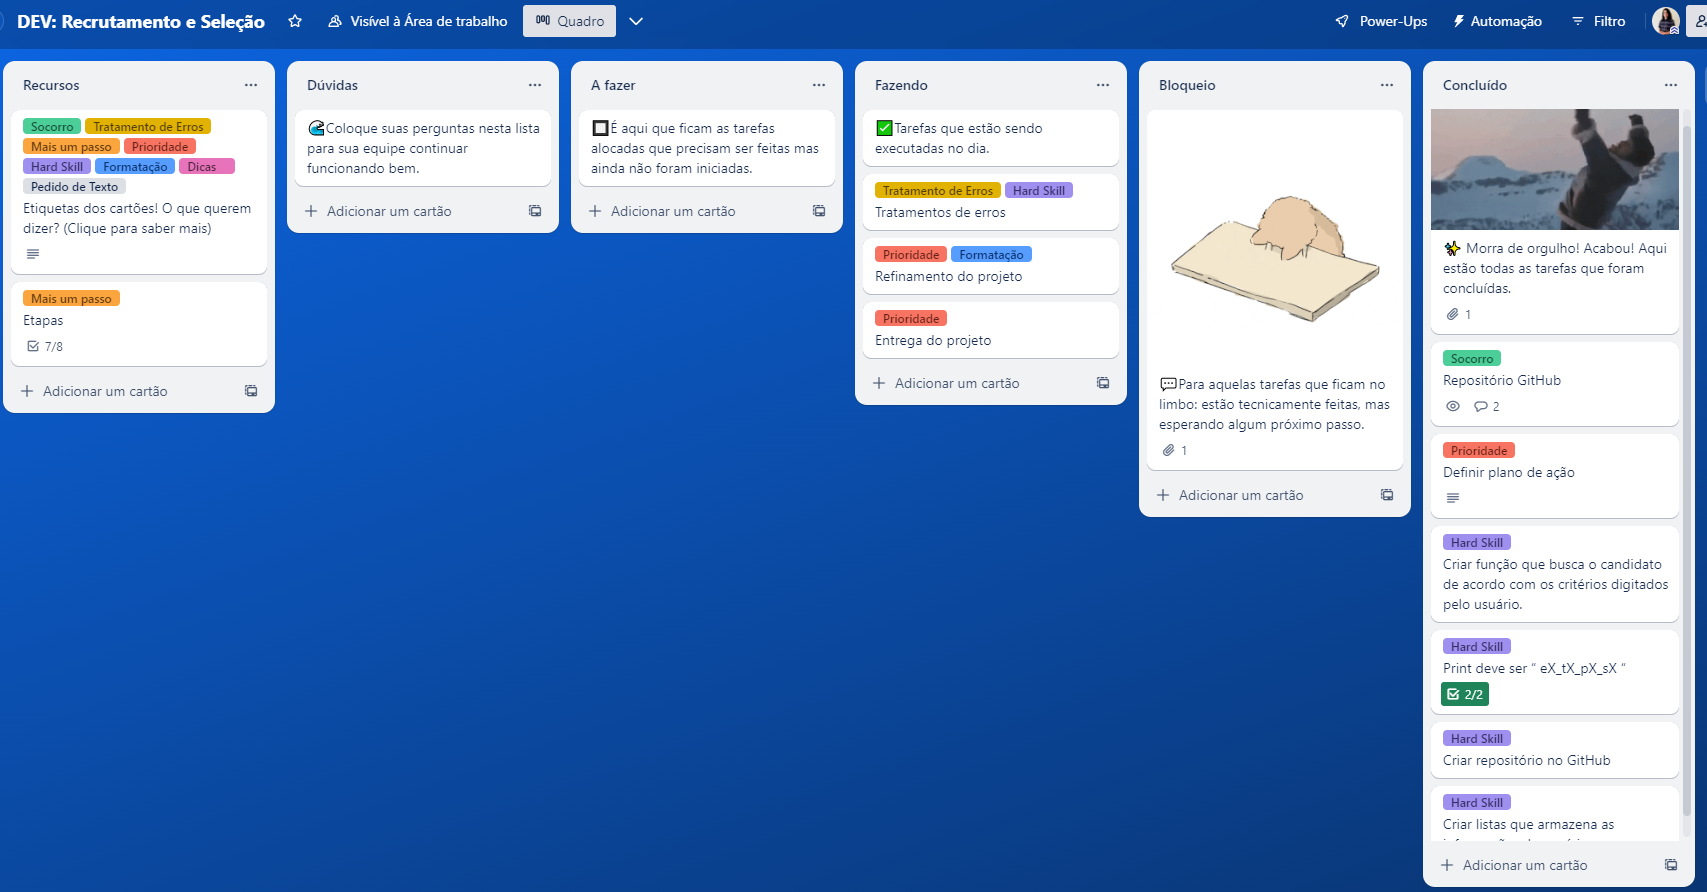 DEV: Recrutamento e Seleção
Visível à Área de trabalho
Quadro
Power-Ups
Automação
Filtro
Recursos
Socorro
Tratamento de Erros
Mais um passo
Prioridade
Hard Skill
Formatação
Dicas
Pedido de Texto
Etiquetas dos cartões! O que querem
dizer? (Clique para saber mais)
Mais um passo
Etapas
7/8
+ Adicionar um cartão
Dúvidas
🌊Coloque suas perguntas nesta lista
para sua equipe continuar
funcionando bem.
+ Adicionar um cartão
A fazer
🔲É aqui que ficam as tarefas
alocadas que precisam ser feitas mas
ainda não foram iniciadas.
+ Adicionar um cartão
Fazendo
✅Tarefas que estão sendo
executadas no dia.
Tratamento de Erros
Hard Skill
Tratamentos de erros
Prioridade
Formatação
Refinamento do projeto
Prioridade
Entrega do projeto
+ Adicionar um cartão
Bloqueio
💬Para aquelas tarefas que ficam no
limbo: estão tecnicamente feitas, mas
esperando algum próximo passo.
1
+ Adicionar um cartão
Concluído
✨ Morra de orgulho! Acabou! Aqui
estão todas as tarefas que foram
concluídas.
1
Socorro
Repositório GitHub
2
Prioridade
Definir plano de ação
Hard Skill
Criar função que busca o candidato
de acordo com os critérios digitados
pelo usuário.
Hard Skill
Print deve ser “ eX_tX_pX_sX “
2/2
Hard Skill
Criar repositório no GitHub
Hard Skill
Criar listas que armazena as
+ Adicionar um cartão